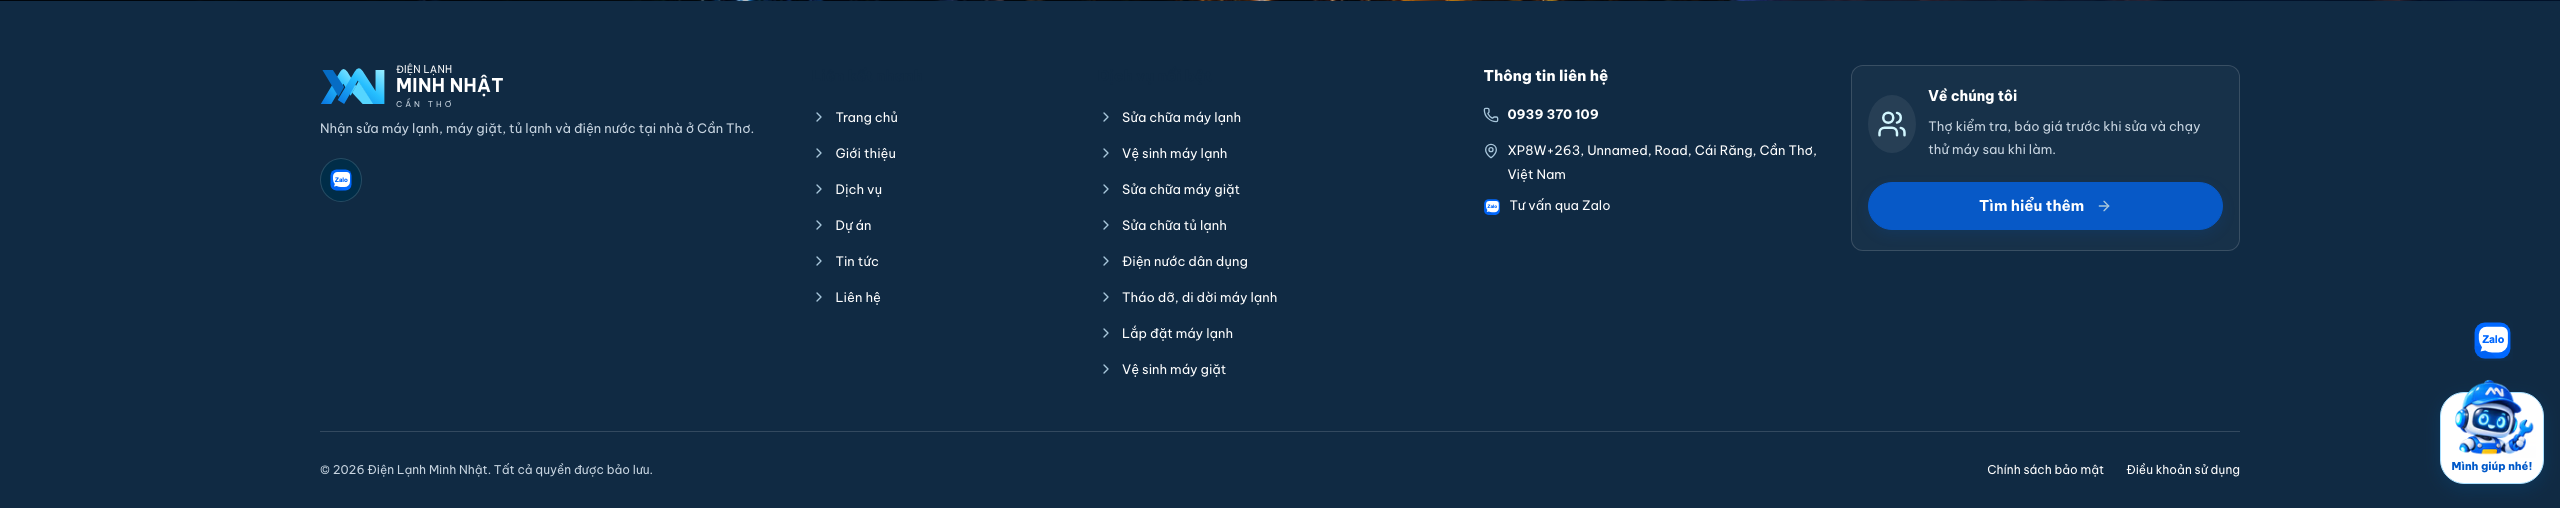 ĐIỆN LẠNH
MINH NHẬT
CẦN THƠ
Nhận sửa máy lạnh, máy giặt, tủ lạnh và điện nước tại nhà ở Cần Thơ.
Zalo
Trang chủ
Giới thiệu
Dịch vụ
Dự án
Tin tức
Liên hệ
Sửa chữa máy lạnh
Vệ sinh máy lạnh
Sửa chữa máy giặt
Sửa chữa tủ lạnh
Điện nước dân dụng
Tháo dỡ, di dời máy lạnh
Lắp đặt máy lạnh
Vệ sinh máy giặt
Thông tin liên hệ
0939 370 109
XP8W+263, Unnamed, Road, Cái Răng, Cần Thơ,
Việt Nam
Zalo Tư vấn qua Zalo
Về chúng tôi
Thợ kiểm tra, báo giá trước khi sửa và chạy
thử máy sau khi làm.
Tìm hiểu thêm
Zalo
Mình giúp nhé!
© 2026 Điện Lạnh Minh Nhật. Tất cả quyền được bảo lưu.
Chính sách bảo mật
Điều khoản sử dụng